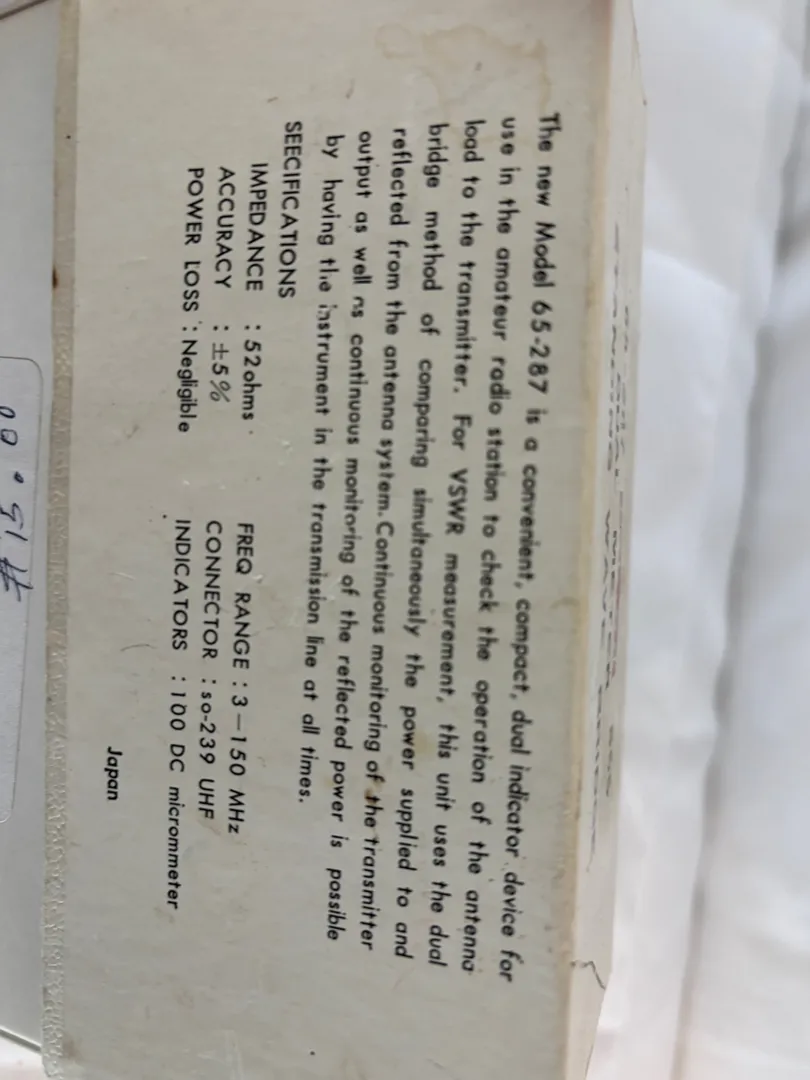 The new Model 65-287 is a convenient, compact, dual indicator device for
use in the amateur radio station to check the operation of the antenna
load to the transmitter. For VSWR measurement, this unit uses the dual
bridge method of comparing simultaneously the power supplied to and
reflected from the antenna system. Continuous monitoring of the transmitter
output as well as continuous monitoring of the reflected power is possible
by having the instrument in the transmission line at all times.
SEECIFICATIONS
IMPEDANCE : 52 ohms FREQ RANGE : 3-150 MHz
ACCURACY : ±5% CONNECTOR : so-239 UHF
POWER LOSS : Negligible INDICATORS : 100 DC micrommeter
Japan